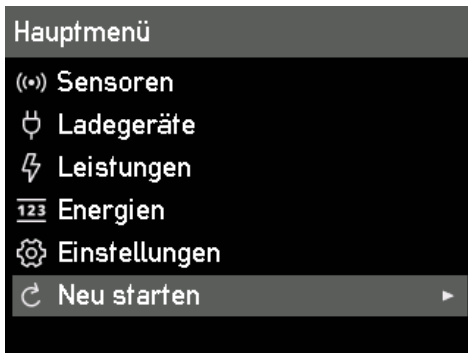 Hauptmenü
Sensoren
Ladegeräte
Leistungen
123 Energien
Einstellungen
Neu starten